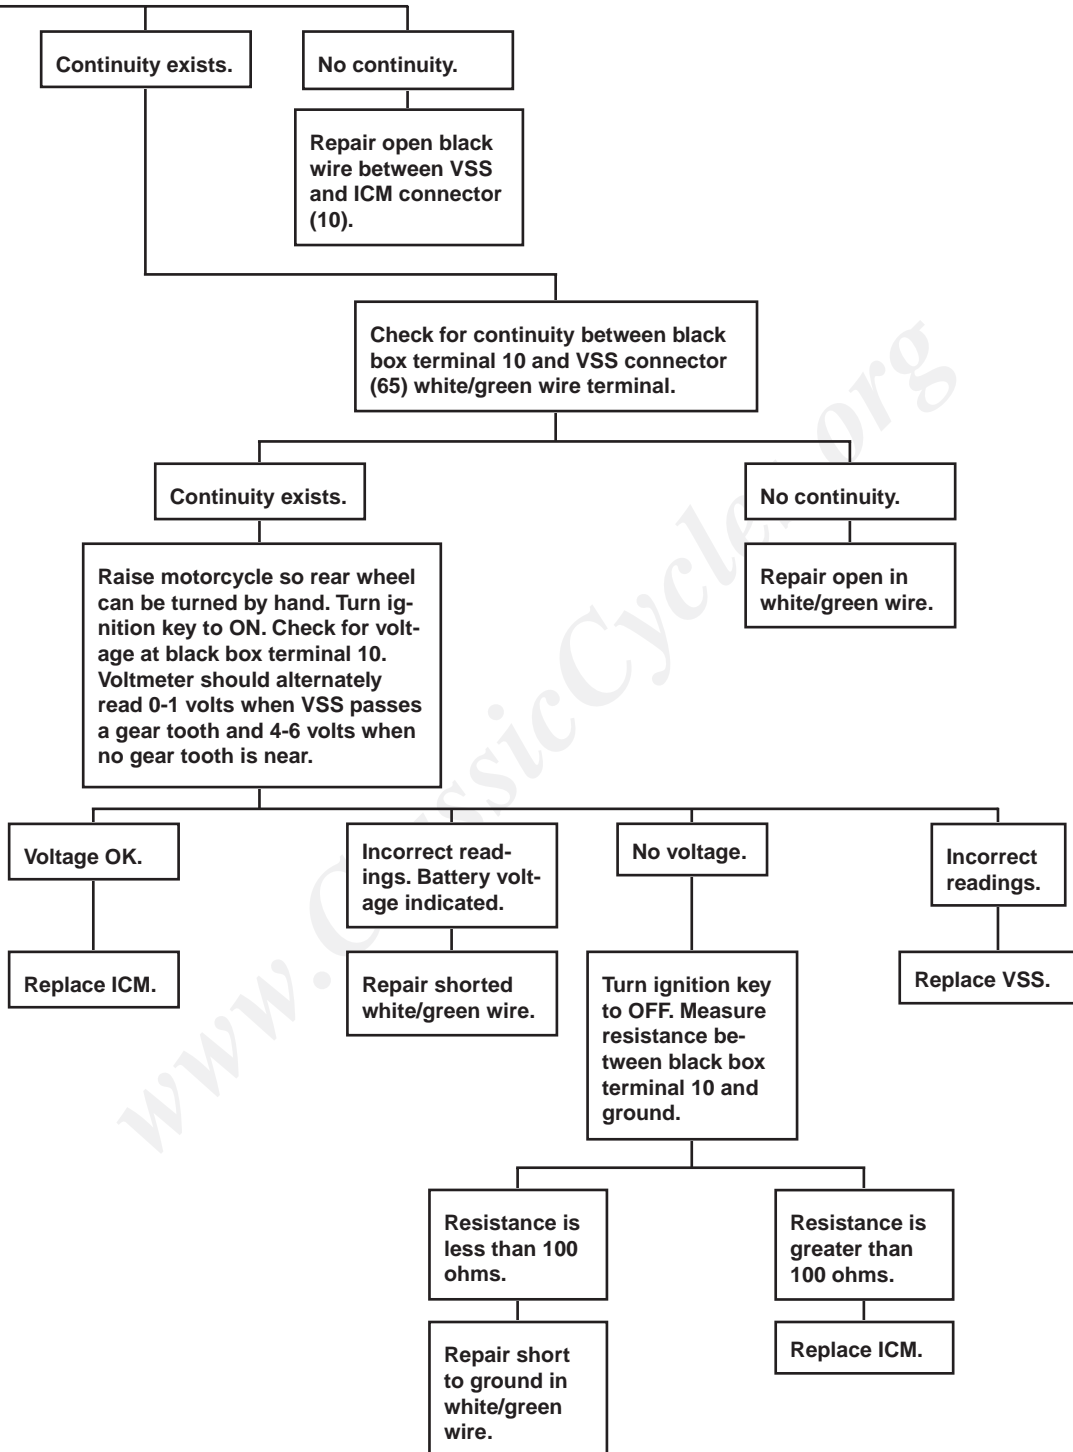 Continuity exists.
No continuity.
Repair open black
wire between VSS
and ICM connector
(10).
Check for continuity between black
box terminal 10 and VSS connector
(65) white/green wire terminal.
Continuity exists.
No continuity.
Raise motorcycle so rear wheel
can be turned by hand. Turn ig-
nition key to ON. Check for volt-
age at black box terminal 10.
Voltmeter should alternately
read 0-1 volts when VSS passes
a gear tooth and 4-6 volts when
no gear tooth is near.
Repair open in
white/green wire.
Voltage OK.
Incorrect read-
ings. Battery volt-
age indicated.
No voltage.
Incorrect
readings.
Replace ICM.
Repair shorted
white/green wire.
Turn ignition key
to OFF. Measure
resistance be-
tween black box
terminal 10 and
ground.
Replace VSS.
Resistance is
less than 100
ohms.
Resistance is
greater than
100 ohms.
Repair short
to ground in
white/green
wire.
Replace ICM.
www.ClassicCycles.org